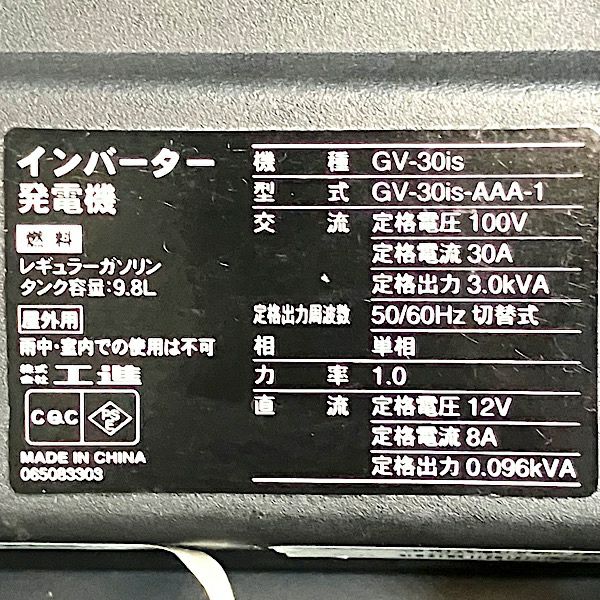 インバーター
発電機
燃料
レギュラーガソリン
タンク容量:9.8L
屋外用
雨中・室内での使用は不可
株式会社 工進
CQC PSE
MADE IN CHINA
065083303
機種 GV-30is
型式 GV-30is-AAA-1
交流 定格電圧 100V
定格電流 30A
定格出力 3.0kVA
定格出力周波数 50/60Hz 切替式
相 単相
力率 1.0
直流 定格電圧 12V
定格電流 8A
定格出力 0.096kVA